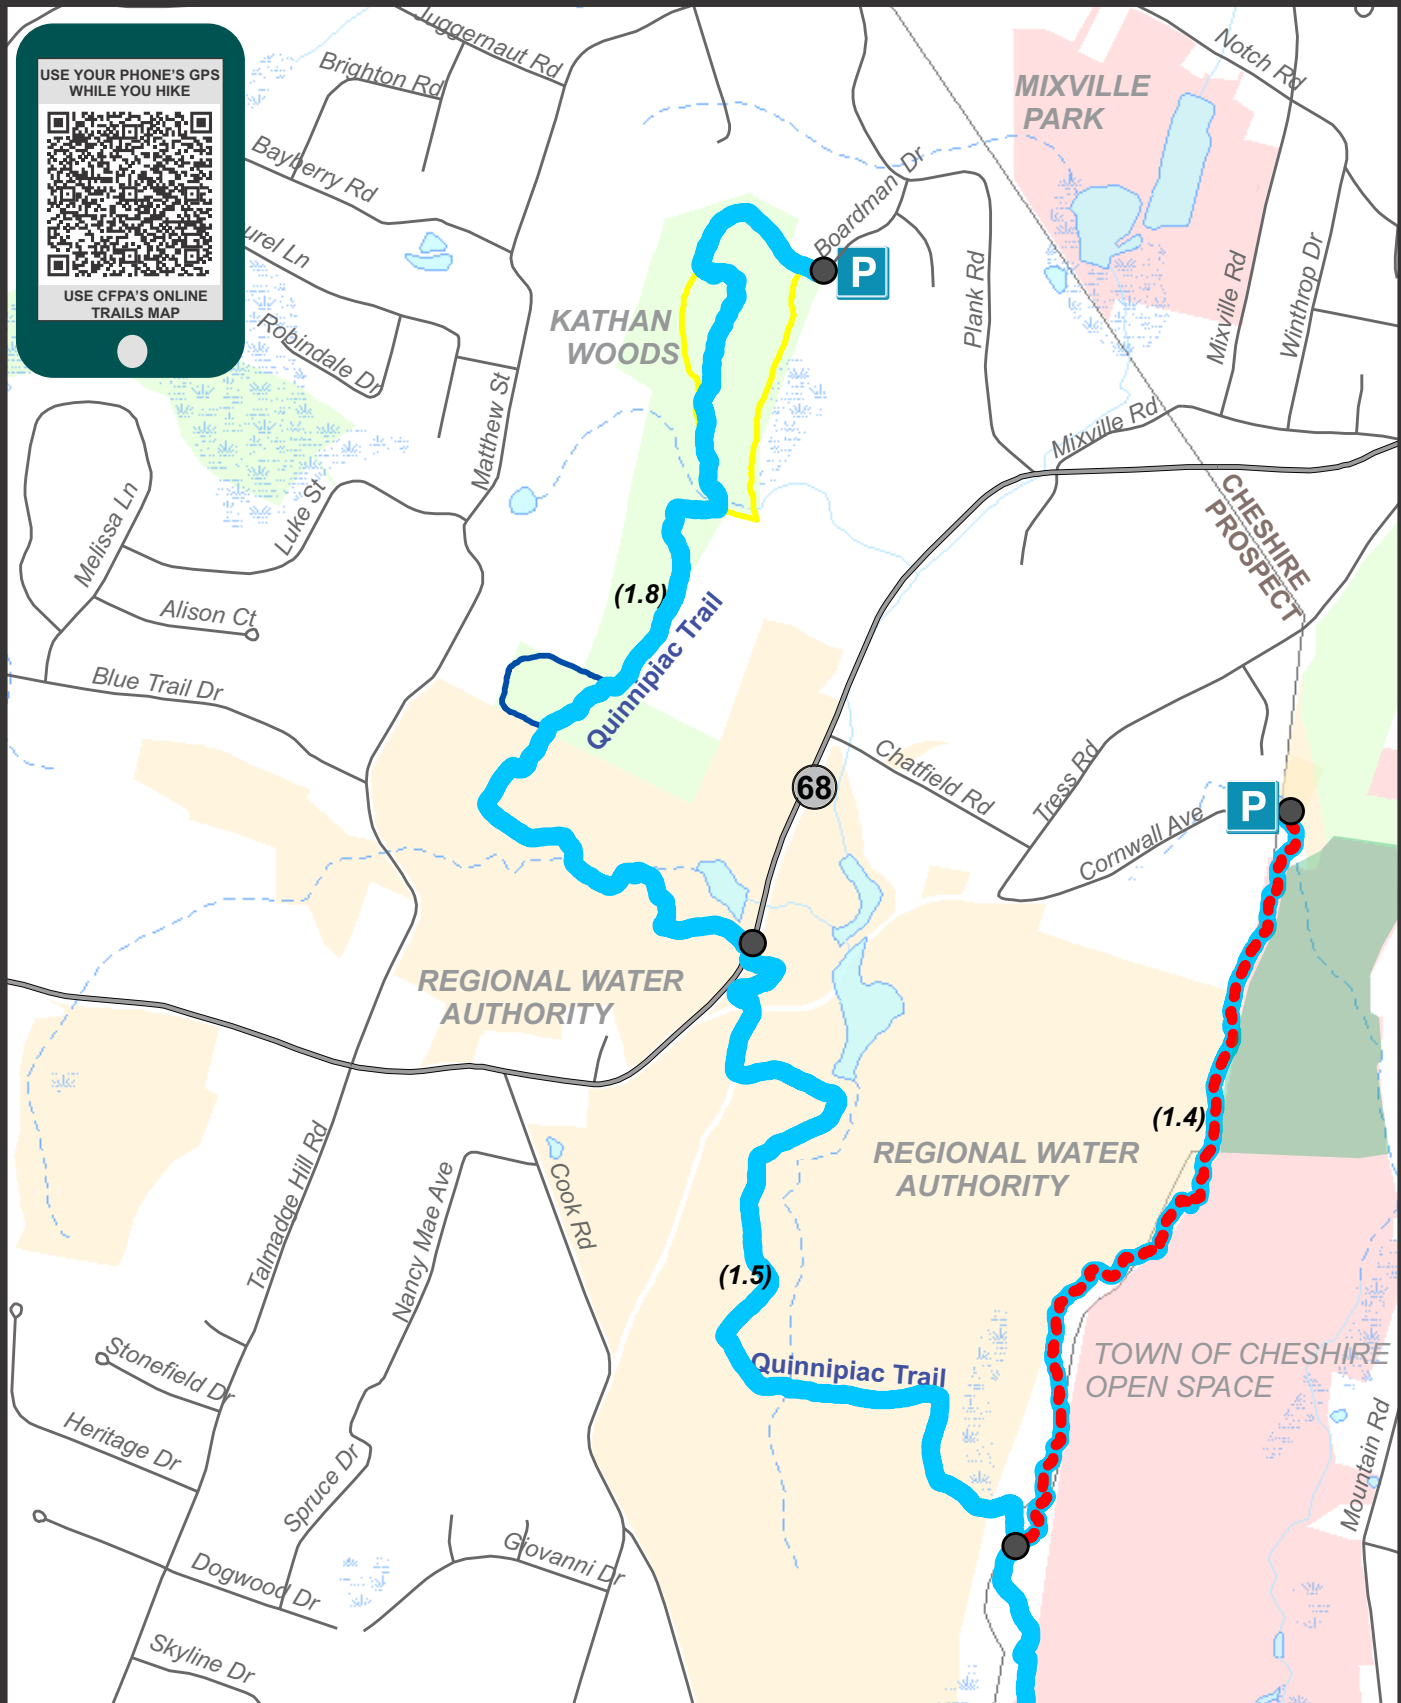 USE YOUR PHONE'S GPS
WHILE YOU HIKE
USE CFPA'S ONLINE
TRAILS MAP
Juggernaut Rd
Brighton Rd
Bayberry Rd
urel Ln
Robindale Dr
Matthew St
Luke St
Melissa Ln
Alison Ct
Blue Trail Dr
KATHAN
WOODS
Boardman Dr
P
Plank Rd
MIXVILLE
PARK
Notch Rd
Mixville Rd
Winthrop Dr
Mixville Rd
CHESHIRE
PROSPECT
(1.8)
Quinnipiac Trail
68
Chatfield Rd
Tress Rd
Cornwall Ave
P
REGIONAL WATER
AUTHORITY
REGIONAL WATER
AUTHORITY
(1.4)
(1.5)
Quinnipiac Trail
Talmadge Hill Rd
Nancy Mae Ave
Cook Rd
Stonefield Dr
Heritage Dr
Spruce Dr
Dogwood Dr
Giovanni Dr
Skyline Dr
TOWN OF CHESHIRE
OPEN SPACE
Mountain Rd